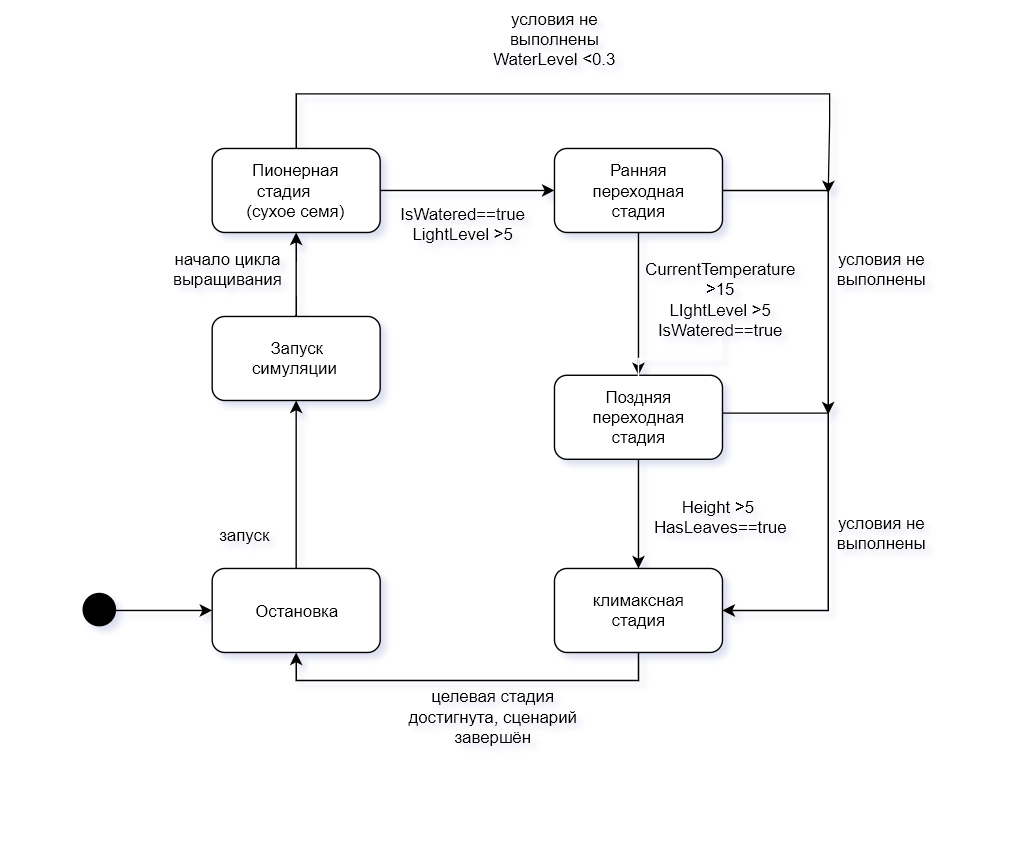 условия не
выполнены
WaterLevel <0.3
Пионерная
стадия
(сухое семя)
Ранняя
переходная
стадия
IsWatered==true
LightLevel >5
начало цикла
выращивания
CurrentTemperature
>15
LIghtLevel >5
IsWatered==true
условия не
выполнены
Запуск
симуляции
Поздняя
переходная
стадия
Height >5
HasLeaves==true
условия не
выполнены
запуск
Остановка
климаксная
стадия
целевая стадия
достигнута, сценарий
завершён